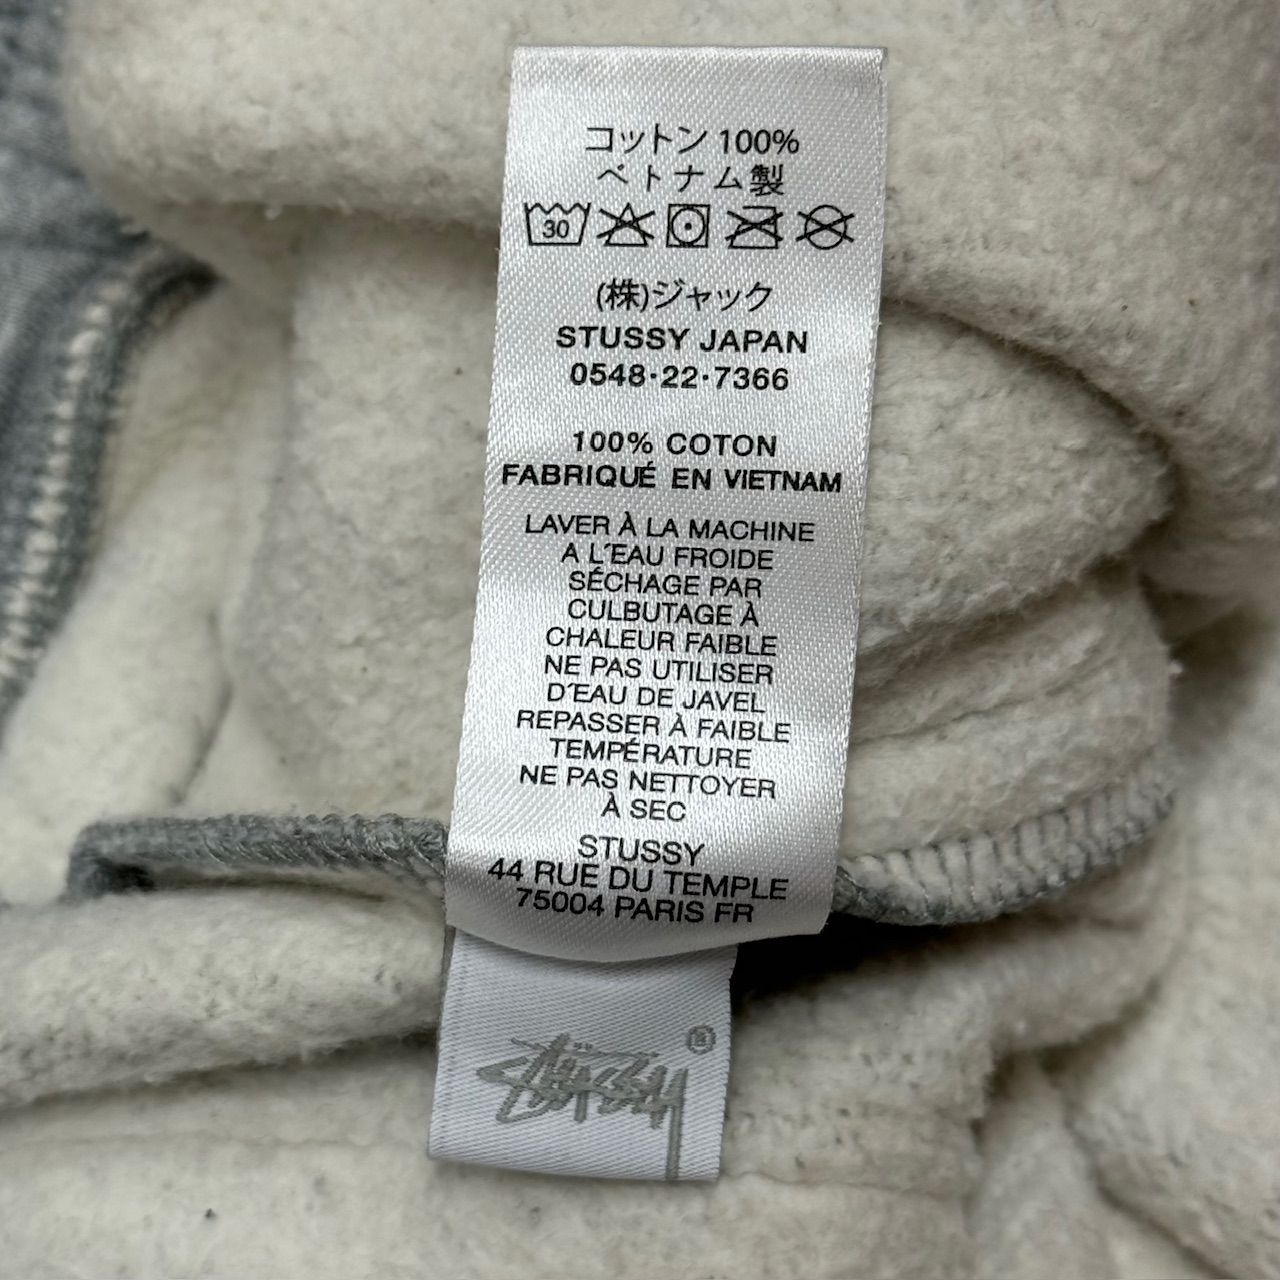 コットン 100%
ベトナム製
30
(株)ジャック
STUSSY JAPAN
0548·22·7366
100% COTON
FABRIQUÉ EN VIETNAM
LAVER À LA MACHINE
A L'EAU FROIDE
SÉCHAGE PAR
CULBUTAGE À
CHALEUR FAIBLE
NE PAS UTILISER
D'EAU DE JAVEL
REPASSER À FAIBLE
TEMPÉRATURE
NE PAS NETTOYER
À SEC
STUSSY
44 RUE DU TEMPLE
75004 PARIS FR
Stüssy ®